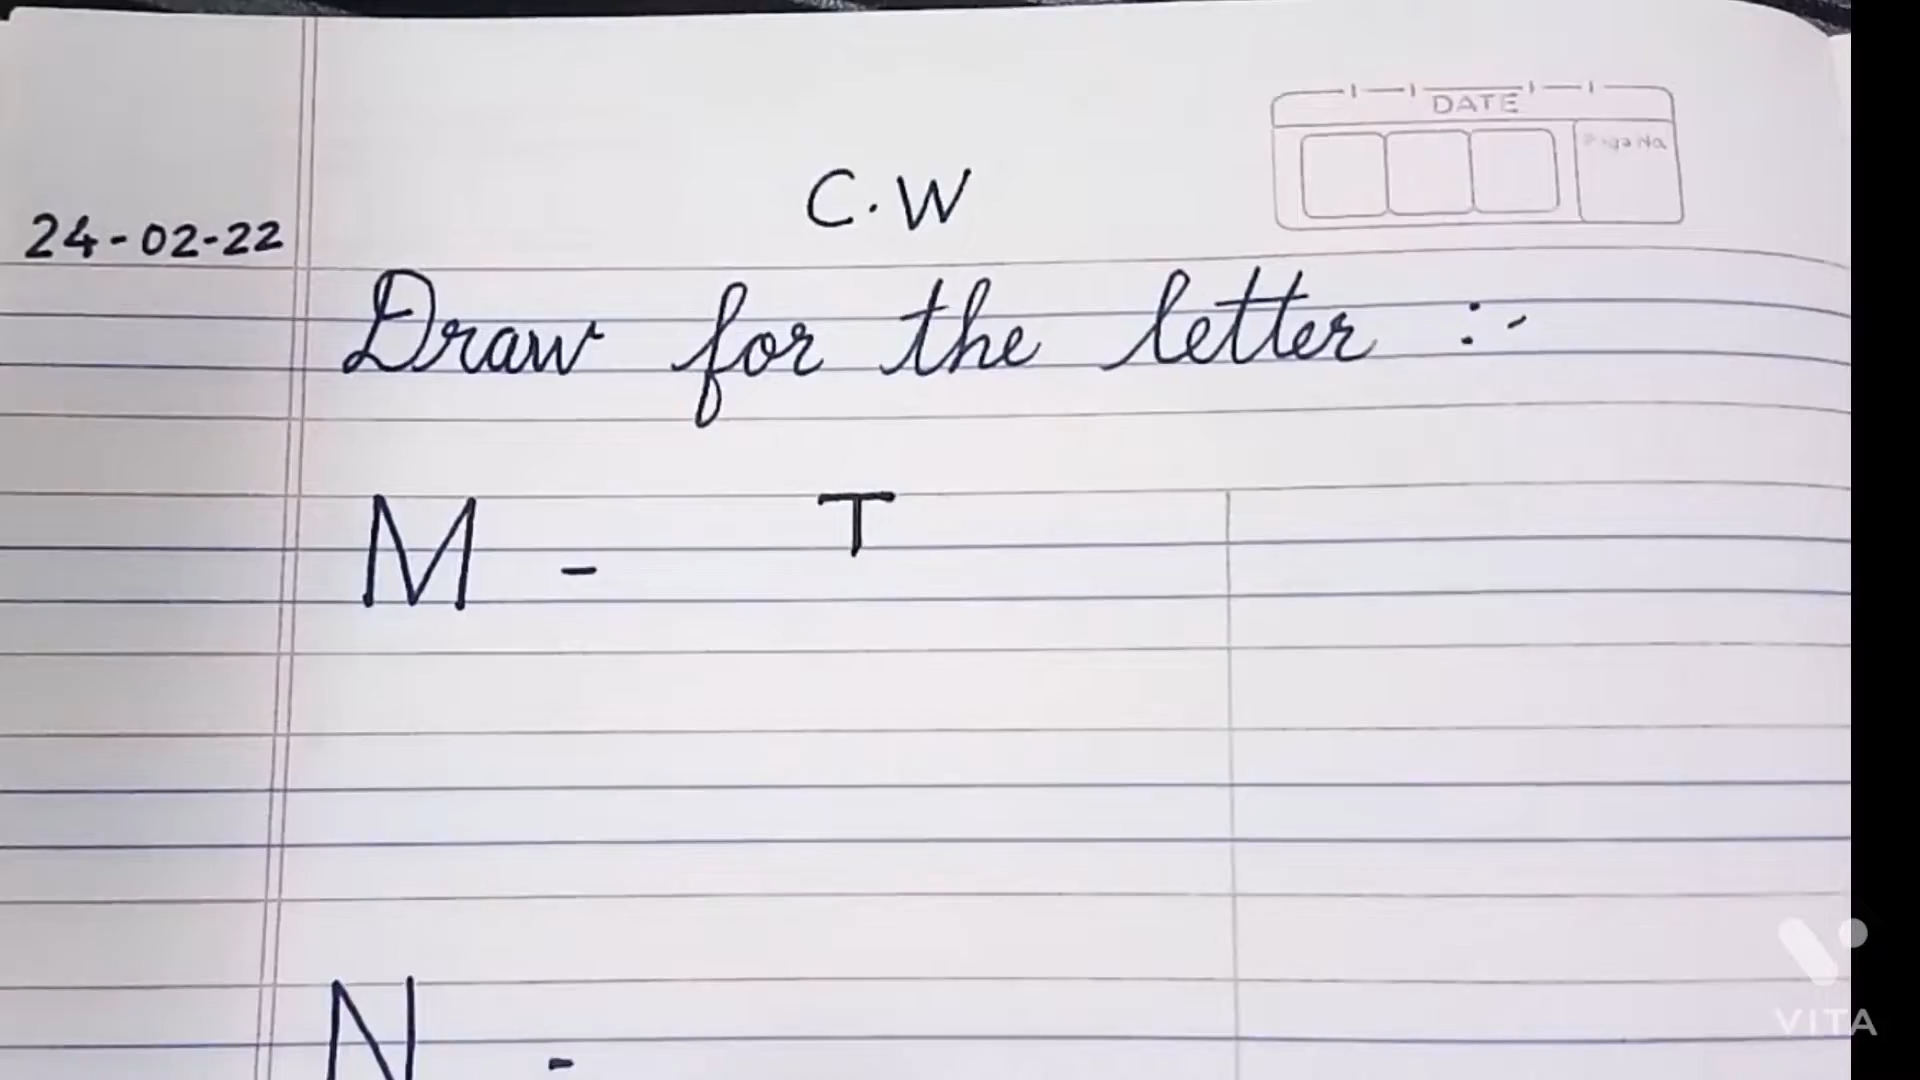 DATE
Page No.
C.W
24-02-22
Draw for the letter :-
M - T
N -
VITA